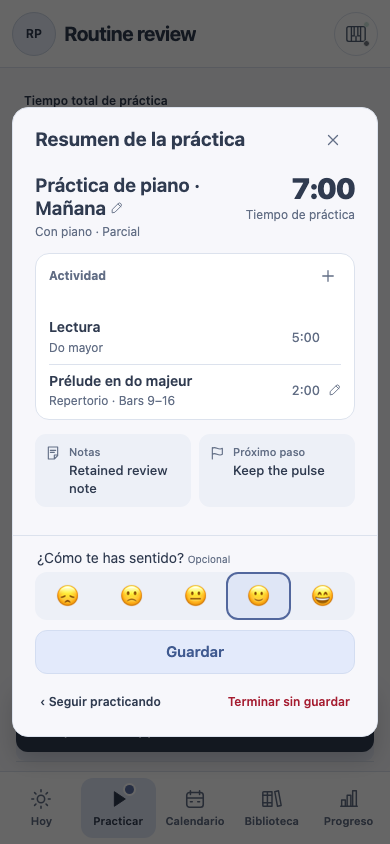 RP
Routine review
Tiempo total de práctica
Resumen de la práctica
Práctica de piano ·
Mañana
7:00
Tiempo de práctica
Con piano · Parcial
Actividad
Lectura
Do mayor
5:00
Prélude en do majeur
Repertorio · Bars 9–16
2:00
Notas
Retained review
note
Próximo paso
Keep the pulse
¿Cómo te has sentido? Opcional
Guardar
‹ Seguir practicando
Terminar sin guardar
Hoy
Practicar
Calendario
Biblioteca
Progreso